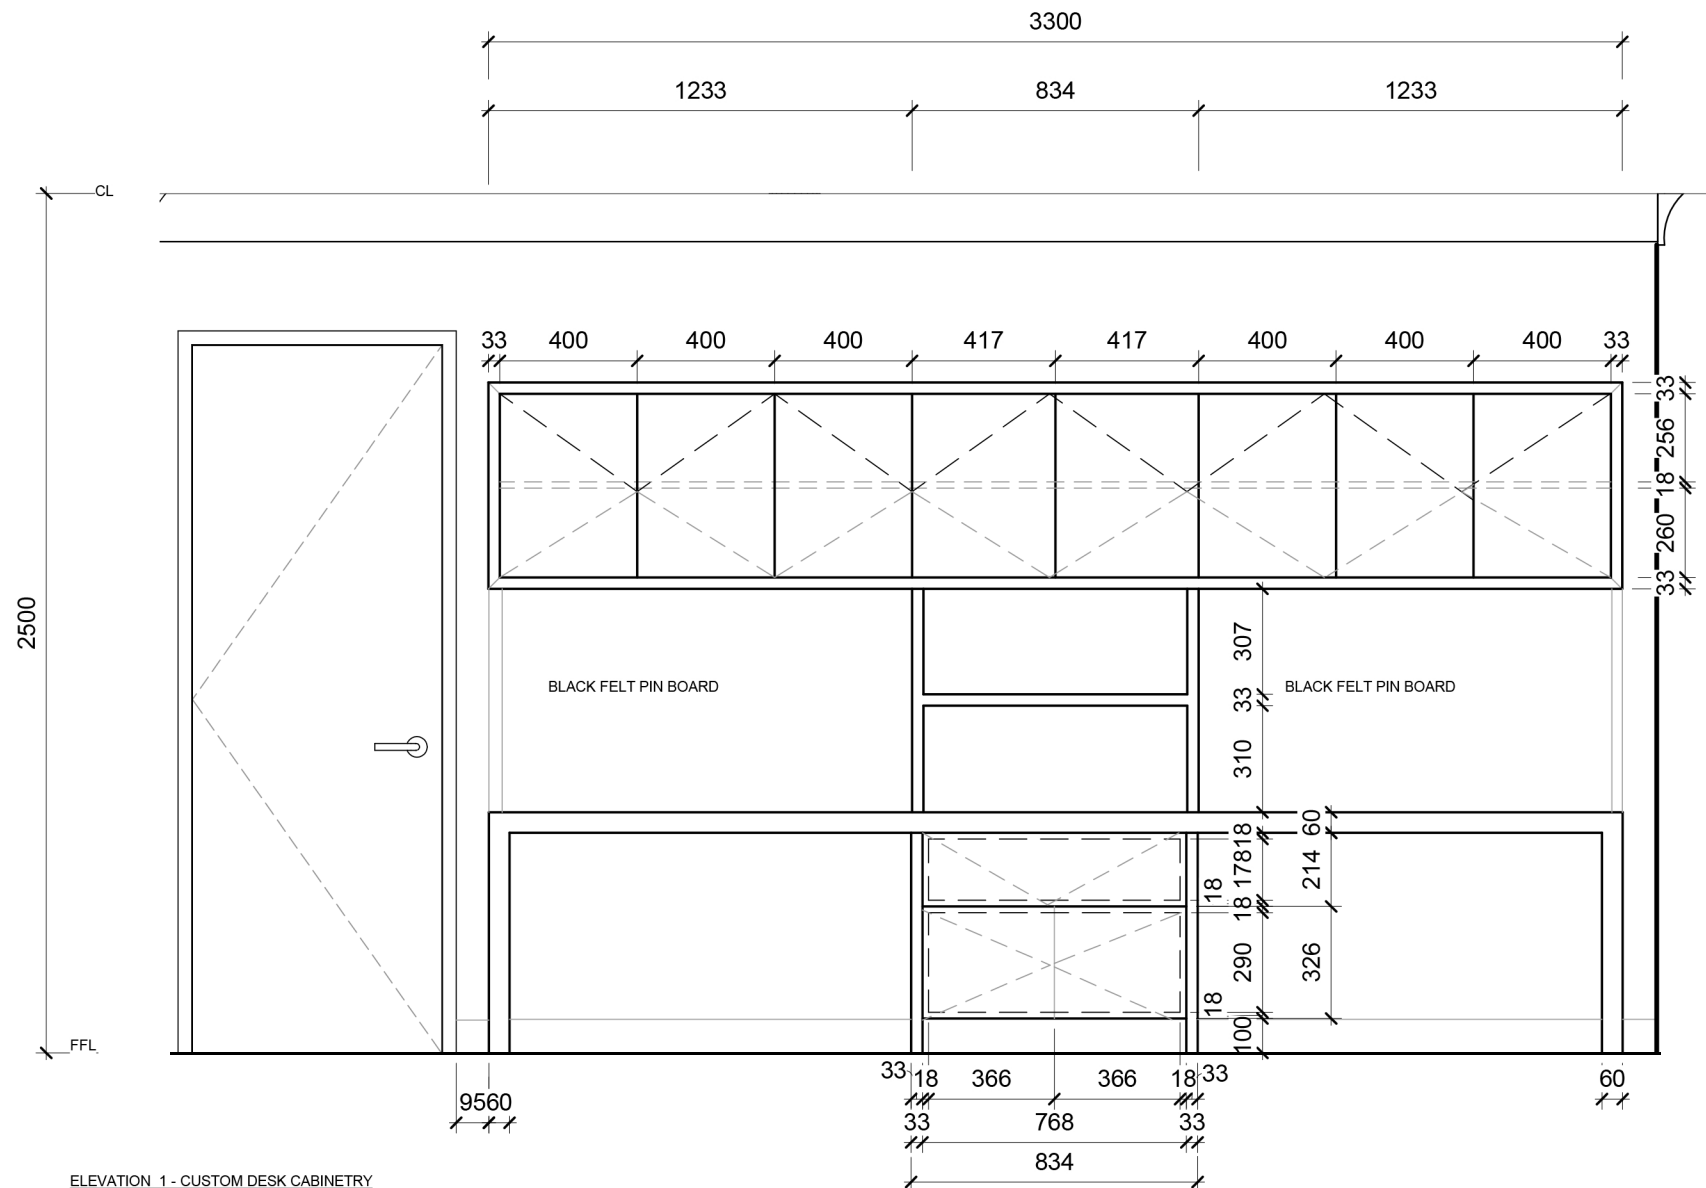 3300
1233 834 1233
CL
33 400 400 400 417 417 400 400 400 33
33
256
18
260
33
2500
307
BLACK FELT PIN BOARD 33 BLACK FELT PIN BOARD
310
18 60
178 214
18
18
290 326
18
100
FFL
33 18 366 366 18 33 60
95 60 33 768 33
834
ELEVATION 1 - CUSTOM DESK CABINETRY